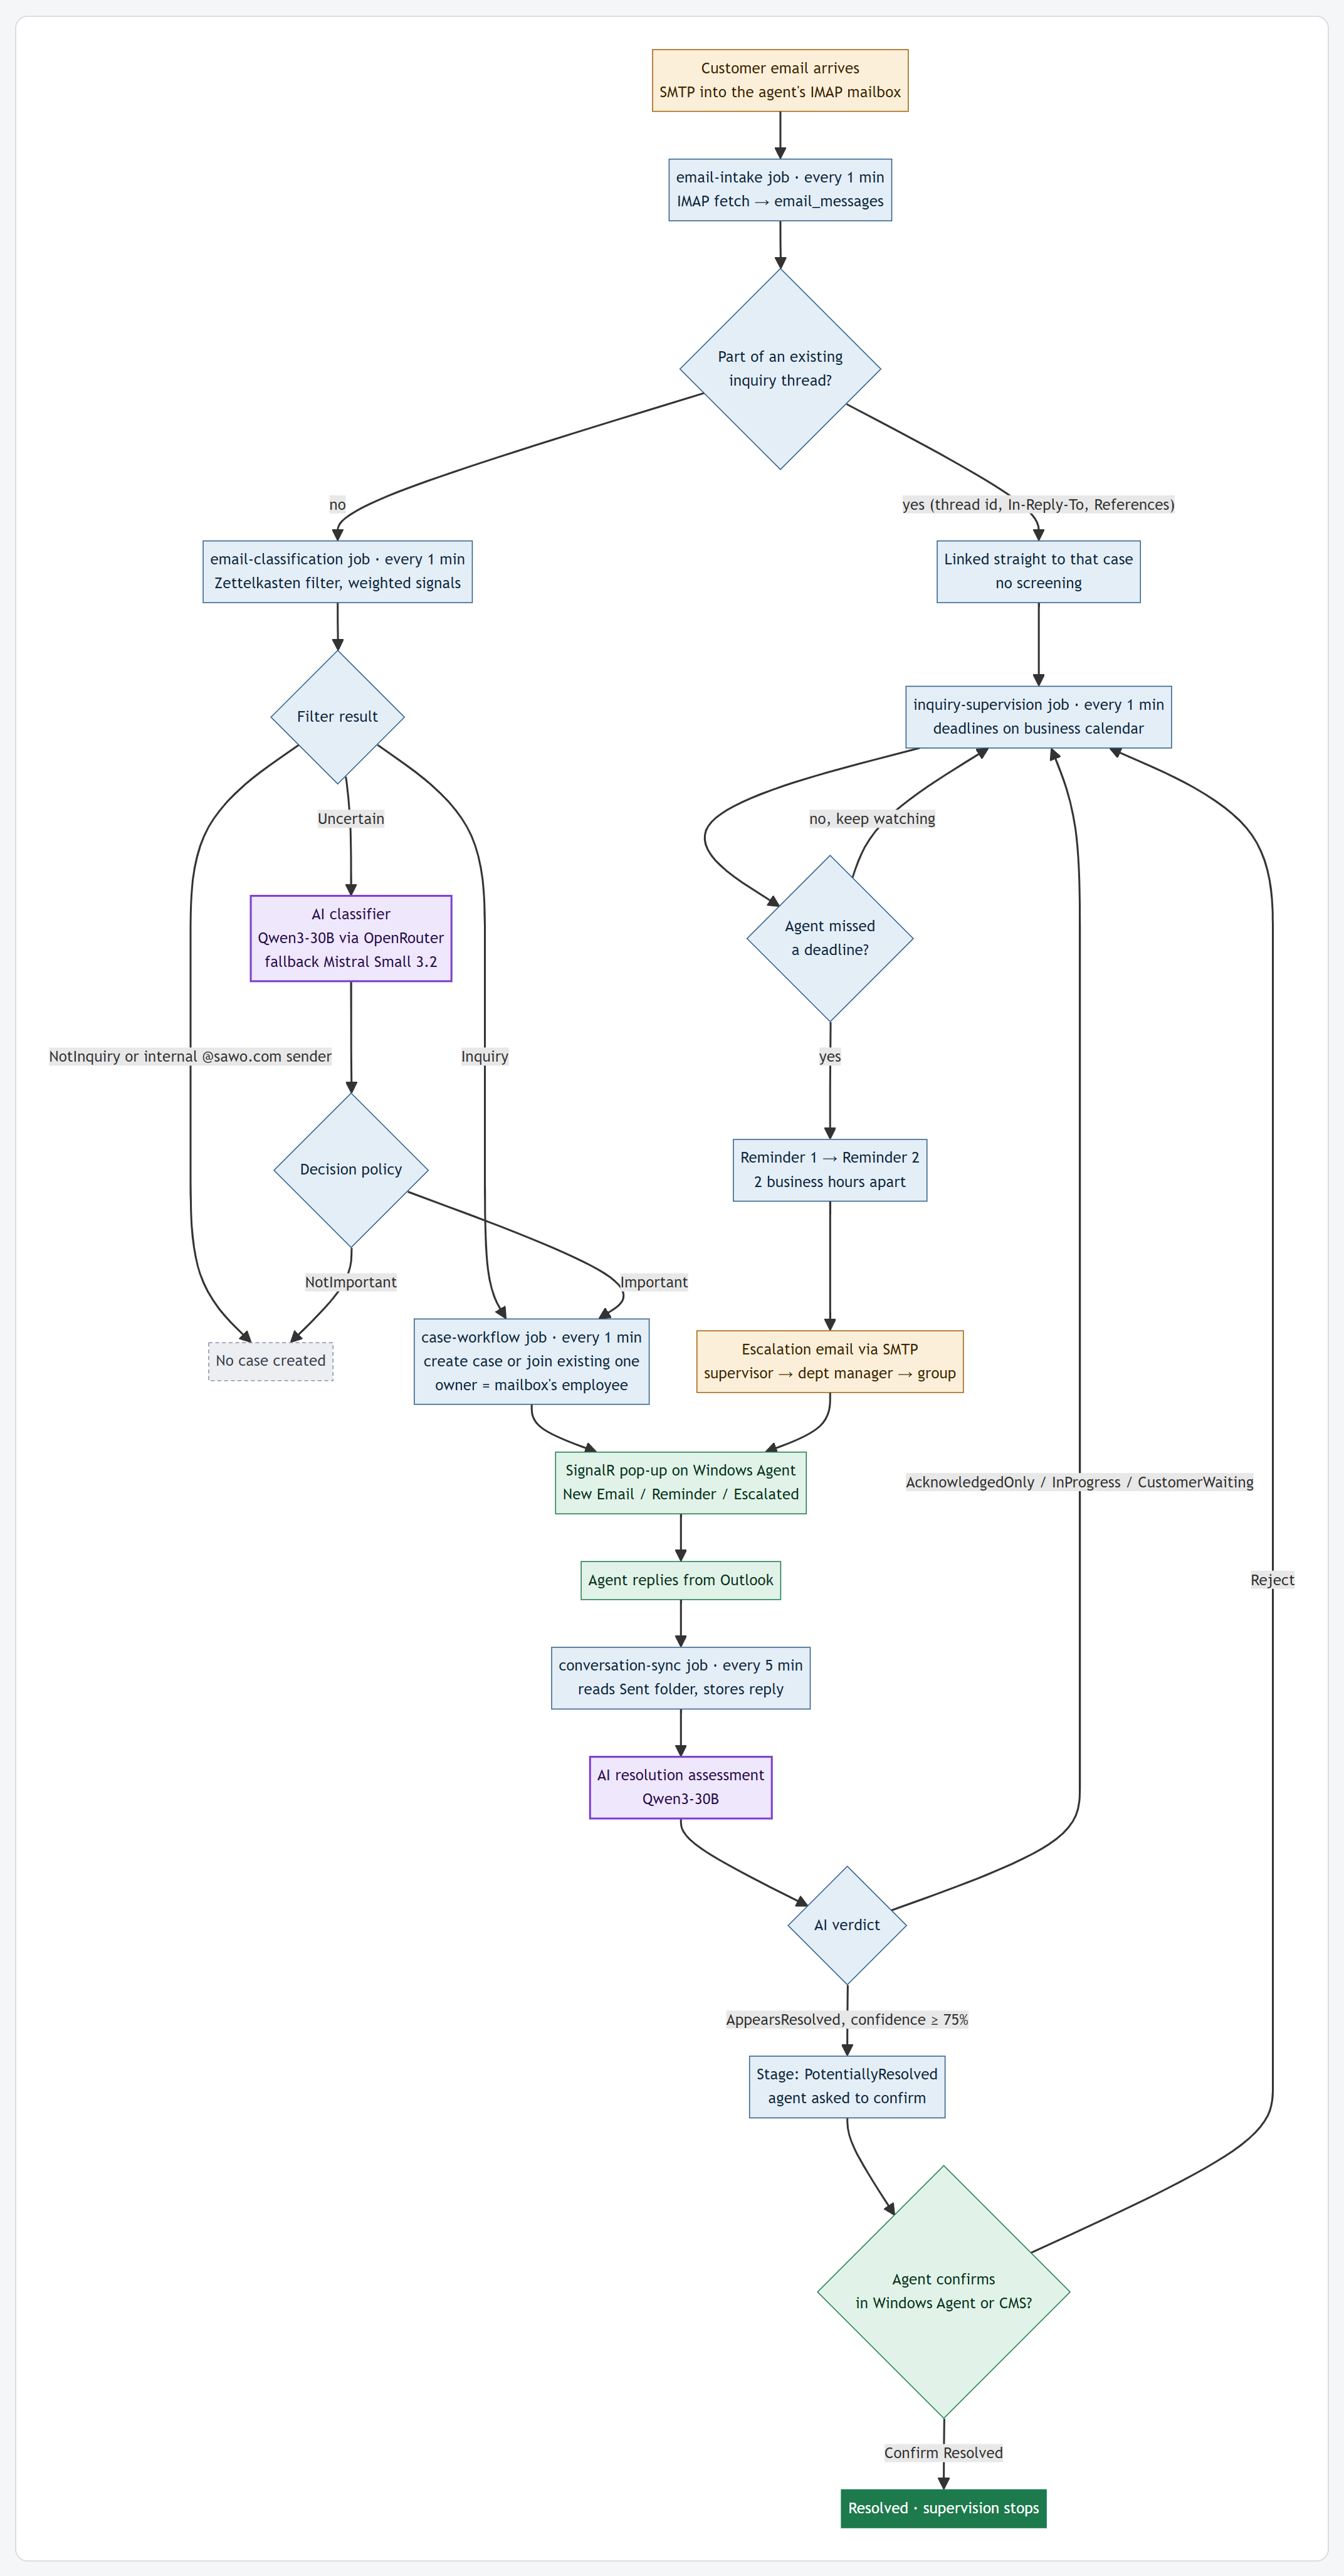 Customer email arrives
SMTP into the agent's IMAP mailbox
email-intake job · every 1 min
IMAP fetch → email_messages
Part of an existing
inquiry thread?
no
yes (thread id, In-Reply-To, References)
email-classification job · every 1 min
Zettelkasten filter, weighted signals
Linked straight to that case
no screening
Filter result
inquiry-supervision job · every 1 min
deadlines on business calendar
Uncertain
no, keep watching
AI classifier
Qwen3-30B via OpenRouter
fallback Mistral Small 3.2
Agent missed
a deadline?
NotInquiry or internal @sawo.com sender
Inquiry
yes
Decision policy
Reminder 1 → Reminder 2
2 business hours apart
NotImportant
Important
No case created
case-workflow job · every 1 min
create case or join existing one
owner = mailbox's employee
Escalation email via SMTP
supervisor → dept manager → group
SignalR pop-up on Windows Agent
New Email / Reminder / Escalated
AcknowledgedOnly / InProgress / CustomerWaiting
Agent replies from Outlook
Reject
conversation-sync job · every 5 min
reads Sent folder, stores reply
AI resolution assessment
Qwen3-30B
AI verdict
AppearsResolved, confidence ≥ 75%
Stage: PotentiallyResolved
agent asked to confirm
Agent confirms
in Windows Agent or CMS?
Confirm Resolved
Resolved · supervision stops